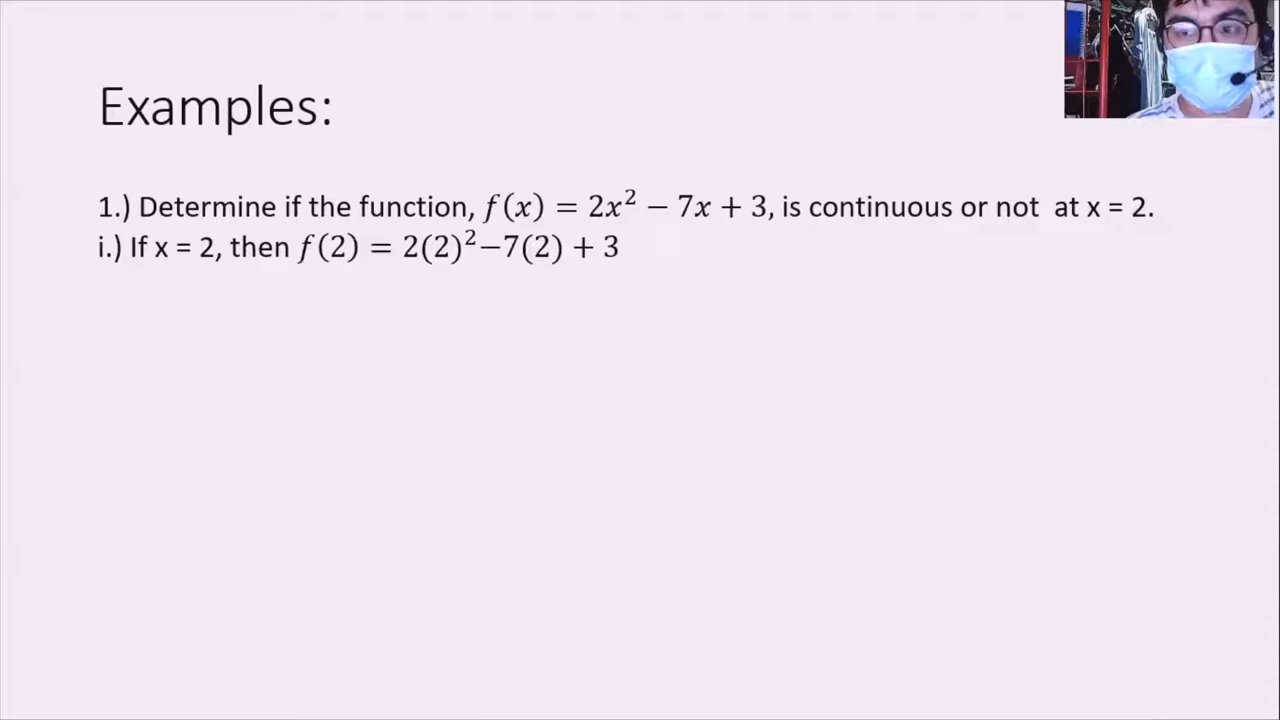 Examples:
1.) Determine if the function, f(x) = 2x² − 7x + 3, is continuous or not at x = 2.
i.) If x = 2, then f(2) = 2(2)²−7(2) + 3